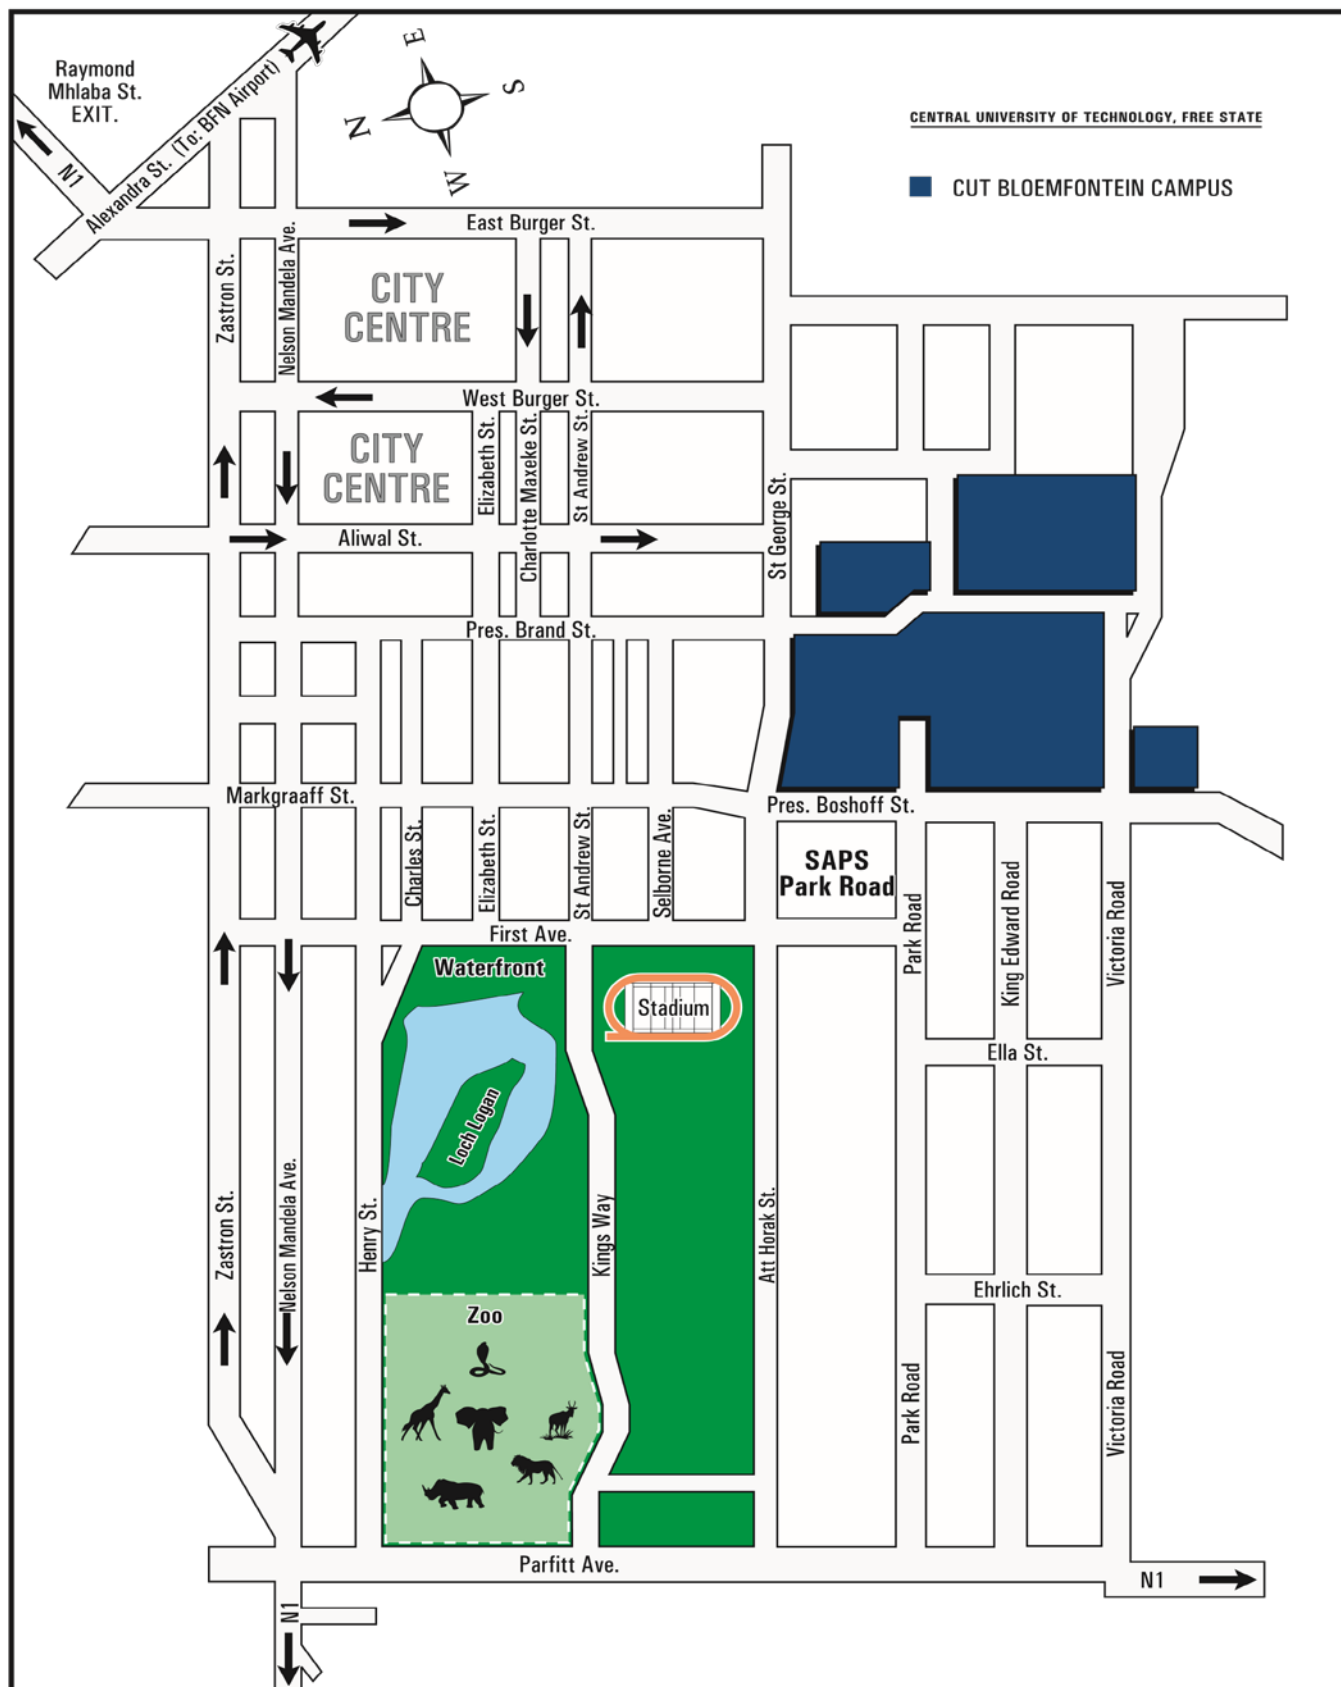 Raymond
Mhlaba St.
EXIT.
N1
Alexandra St. (To: BFN Airport)
E
S
N
W
CENTRAL UNIVERSITY OF TECHNOLOGY, FREE STATE
CUT BLOEMFONTEIN CAMPUS
East Burger St.
Zastron St.
Nelson Mandela Ave.
CITY
CENTRE
West Burger St.
CITY
CENTRE
Elizabeth St.
Charlotte Maxeke St.
St Andrew St.
St George St.
Aliwal St.
Pres. Brand St.
Markgraaff St.
Pres. Boshoff St.
Charles St.
Elizabeth St.
St Andrew St.
Selborne Ave.
SAPS
Park Road
Park Road
King Edward Road
Victoria Road
First Ave.
Waterfront
Stadium
Ella St.
Loch Logan
Zastron St.
Nelson Mandela Ave.
Henry St.
Kings Way
Att Horak St.
Ehrlich St.
Zoo
Park Road
Victoria Road
Parfitt Ave.
N1
N1